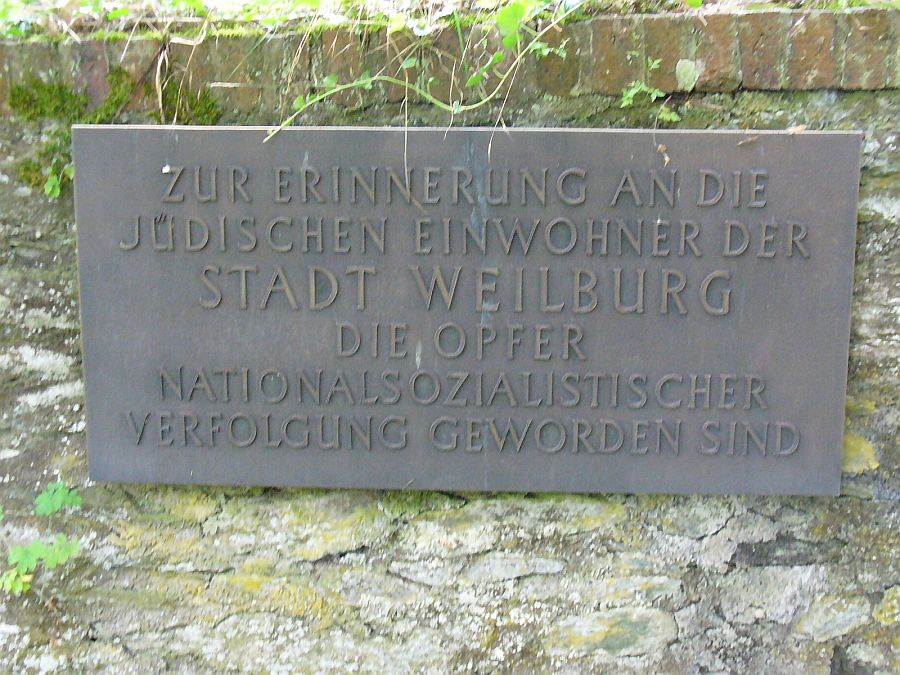 ZUR ERINNERUNG AN DIE
JÜDISCHEN EINWOHNER DER
STADT WEILBURG
DIE OPFER
NATIONALSOZIALISTISCHER
VERFOLGUNG GEWORDEN SIND